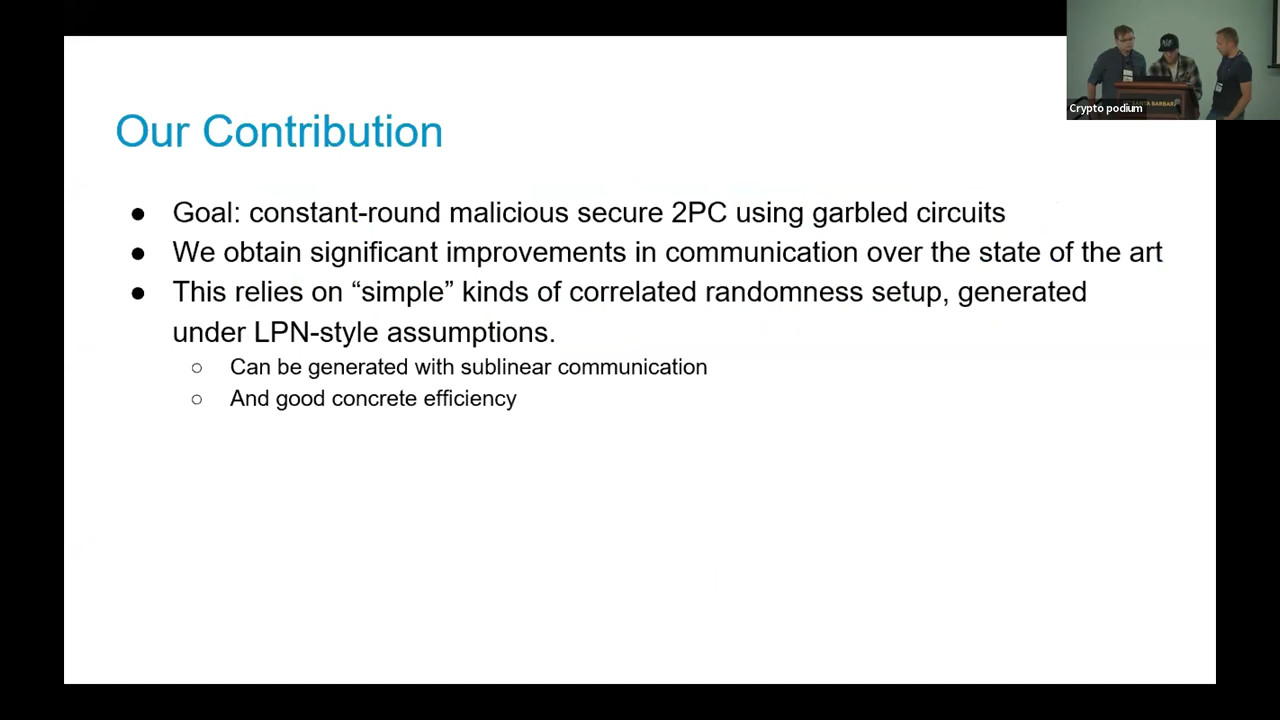 Our Contribution
● Goal: constant-round malicious secure 2PC using garbled circuits
● We obtain significant improvements in communication over the state of the art
● This relies on “simple” kinds of correlated randomness setup, generated
under LPN-style assumptions.
○ Can be generated with sublinear communication
○ And good concrete efficiency
Crypto podium
SANTA BARBARA